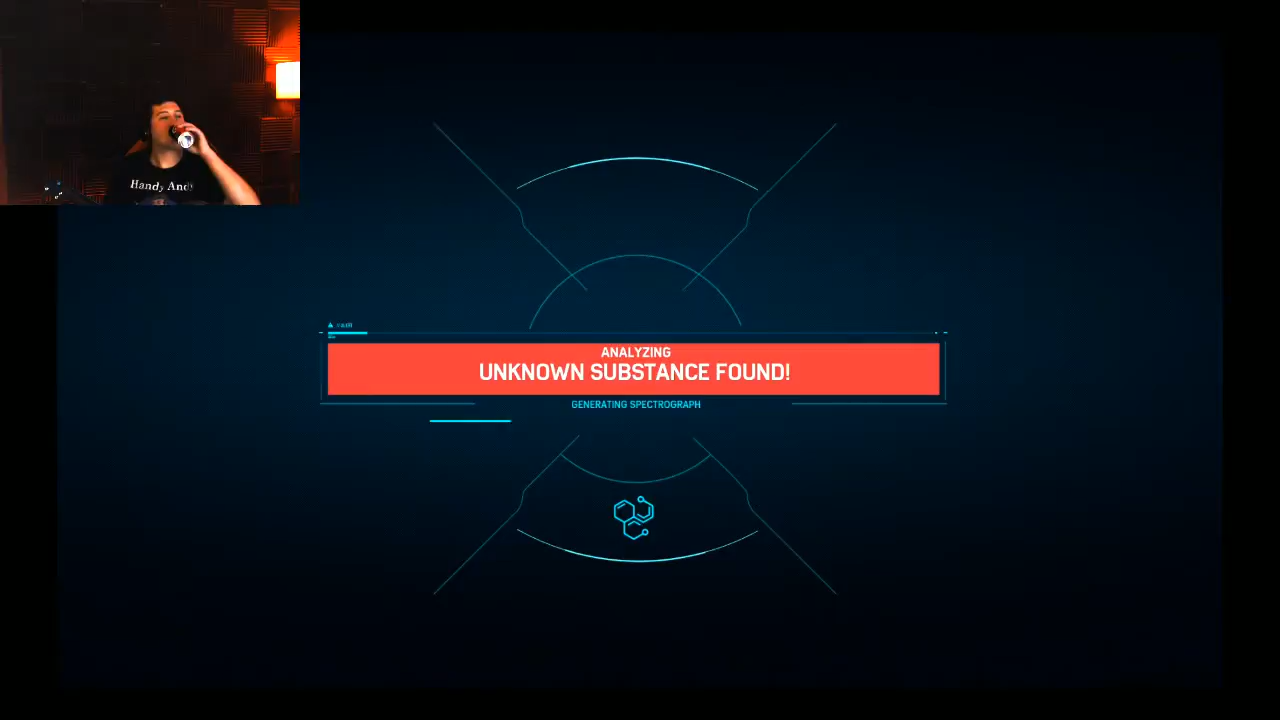 Handy Andy
ANALYZING
UNKNOWN SUBSTANCE FOUND!
GENERATING SPECTROGRAPH